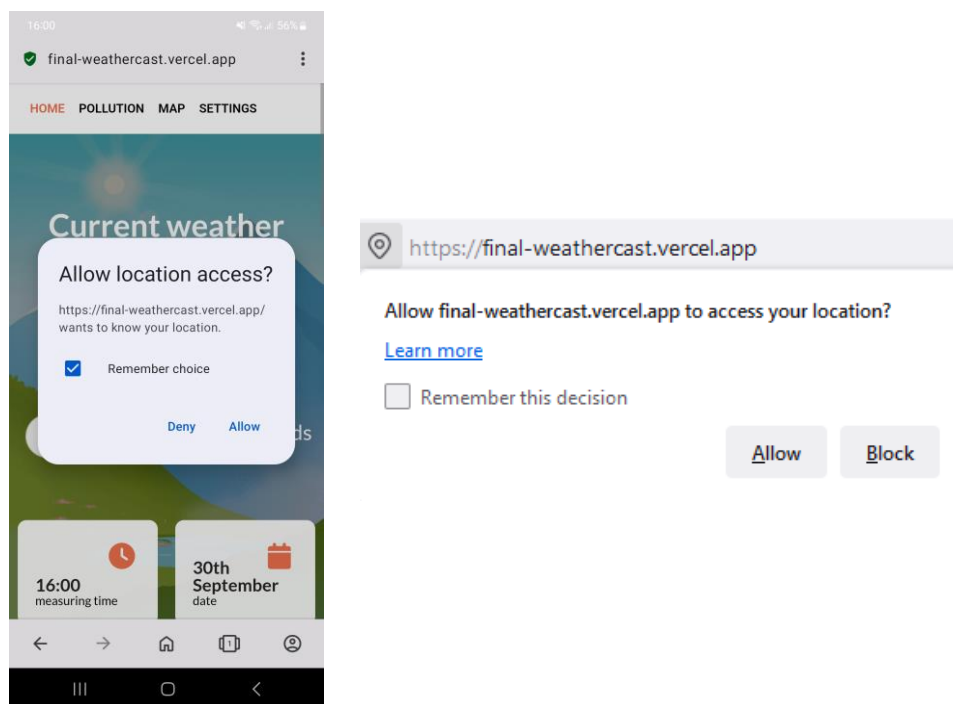 16:00 56%
final-weathercast.vercel.app
HOME POLLUTION MAP SETTINGS
Current weather
Allow location access?
https://final-weathercast.vercel.app/
wants to know your location.
Remember choice
Deny Allow
ds
16:00
measuring time
30th
September
date
1
https://final-weathercast.vercel.app
Allow final-weathercast.vercel.app to access your location?
Learn more
Remember this decision
Allow Block